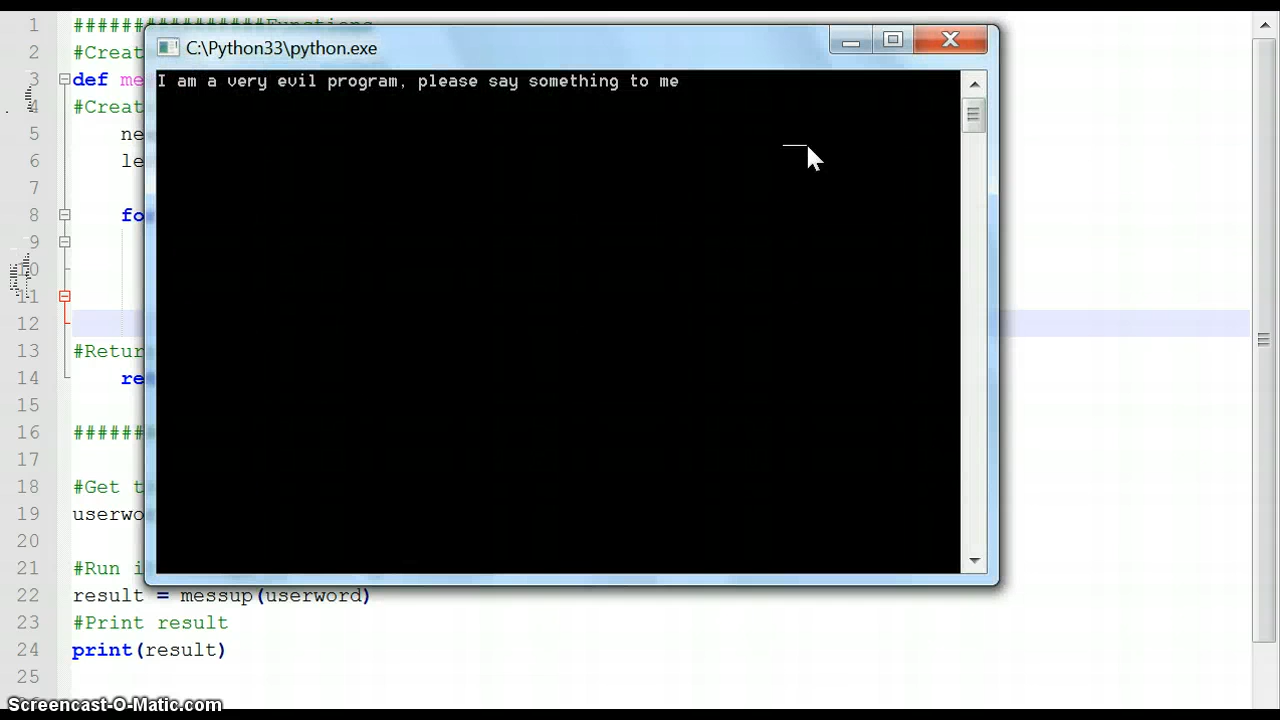 1 ################Functions
C:\Python33\python.exe
I am a very evil program, please say something to me
2 #Creat
3 def me
4 #Creat
5 ne
6 le
7
8 fo
9
10
11
12
13 #Retur
14 re
15
16 ######
17
18 #Get t
19 userwo
20
21 #Run i
22 result = messup(userword)
23 #Print result
24 print(result)
25
Screencast-O-Matic.com